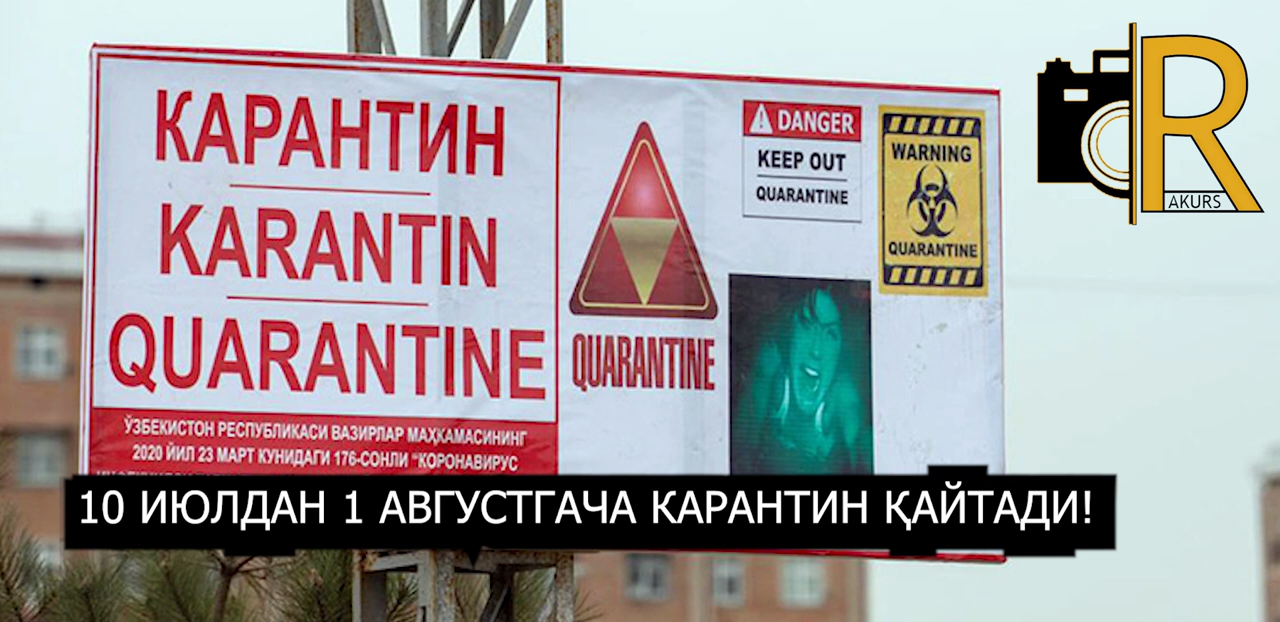 КАРАНТИН
KARANTIN
QUARANTINE
ЎЗБЕКИСТОН РЕСПУБЛИКАСИ ВАЗИРЛАР МАҲКАМАСИНИНГ
2020 ЙИЛ 23 МАРТ КУНИДАГИ 176-СОНЛИ "КОРОНАВИРУС
QUARANTINE
DANGER
KEEP OUT
QUARANTINE
WARNING
QUARANTINE
R
AKURS
10 ИЮЛДАН 1 АВГУСТГАЧА КАРАНТИН ҚАЙТАДИ!